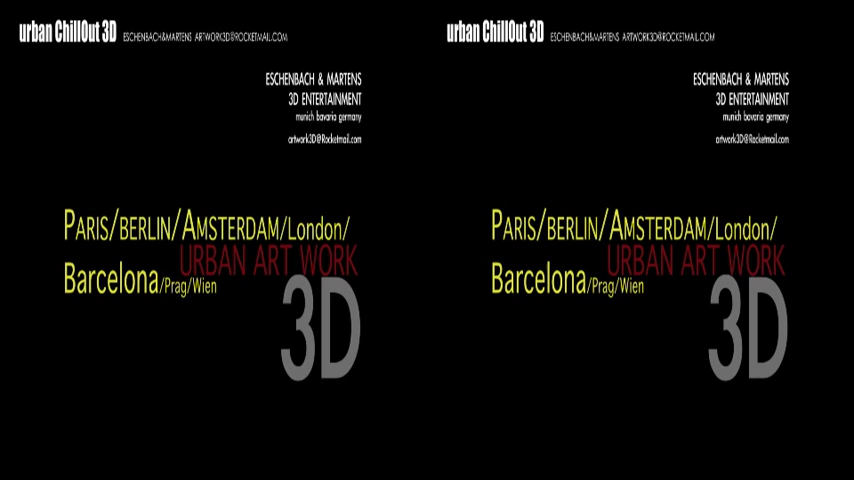 urban ChillOut 3D ESCHENBACH&MARTENS ARTWORK3D@ROCKETMAIL.COM
ESCHENBACH & MARTENS
3D ENTERTAINMENT
munich bavaria germany
artwork3D@Rocketmail.com
PARIS/BERLIN/AMSTERDAM/London/
URBAN ART WORK
Barcelona/Prag/Wien
3D
urban ChillOut 3D ESCHENBACH&MARTENS ARTWORK3D@ROCKETMAIL.COM
ESCHENBACH & MARTENS
3D ENTERTAINMENT
munich bavaria germany
artwork3D@Rocketmail.com
PARIS/BERLIN/AMSTERDAM/London/
URBAN ART WORK
Barcelona/Prag/Wien
3D